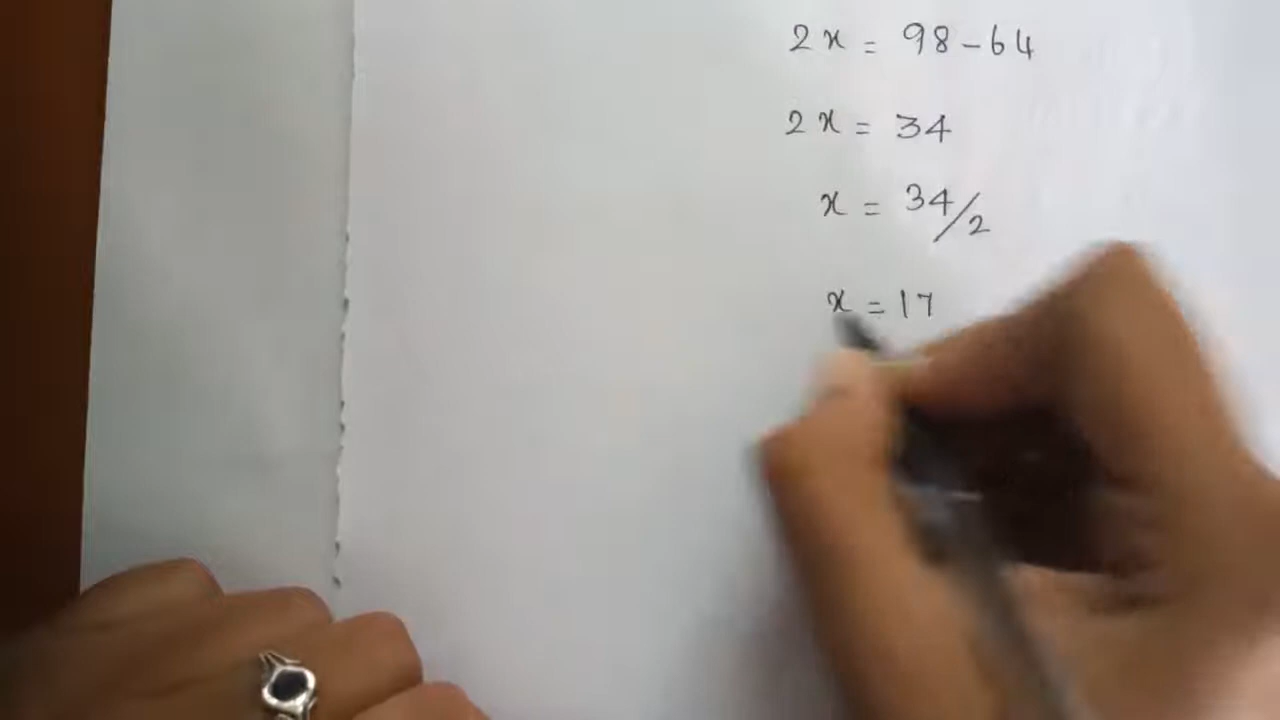 2x = 98-64
2x = 34
x = 34/2
x = 17